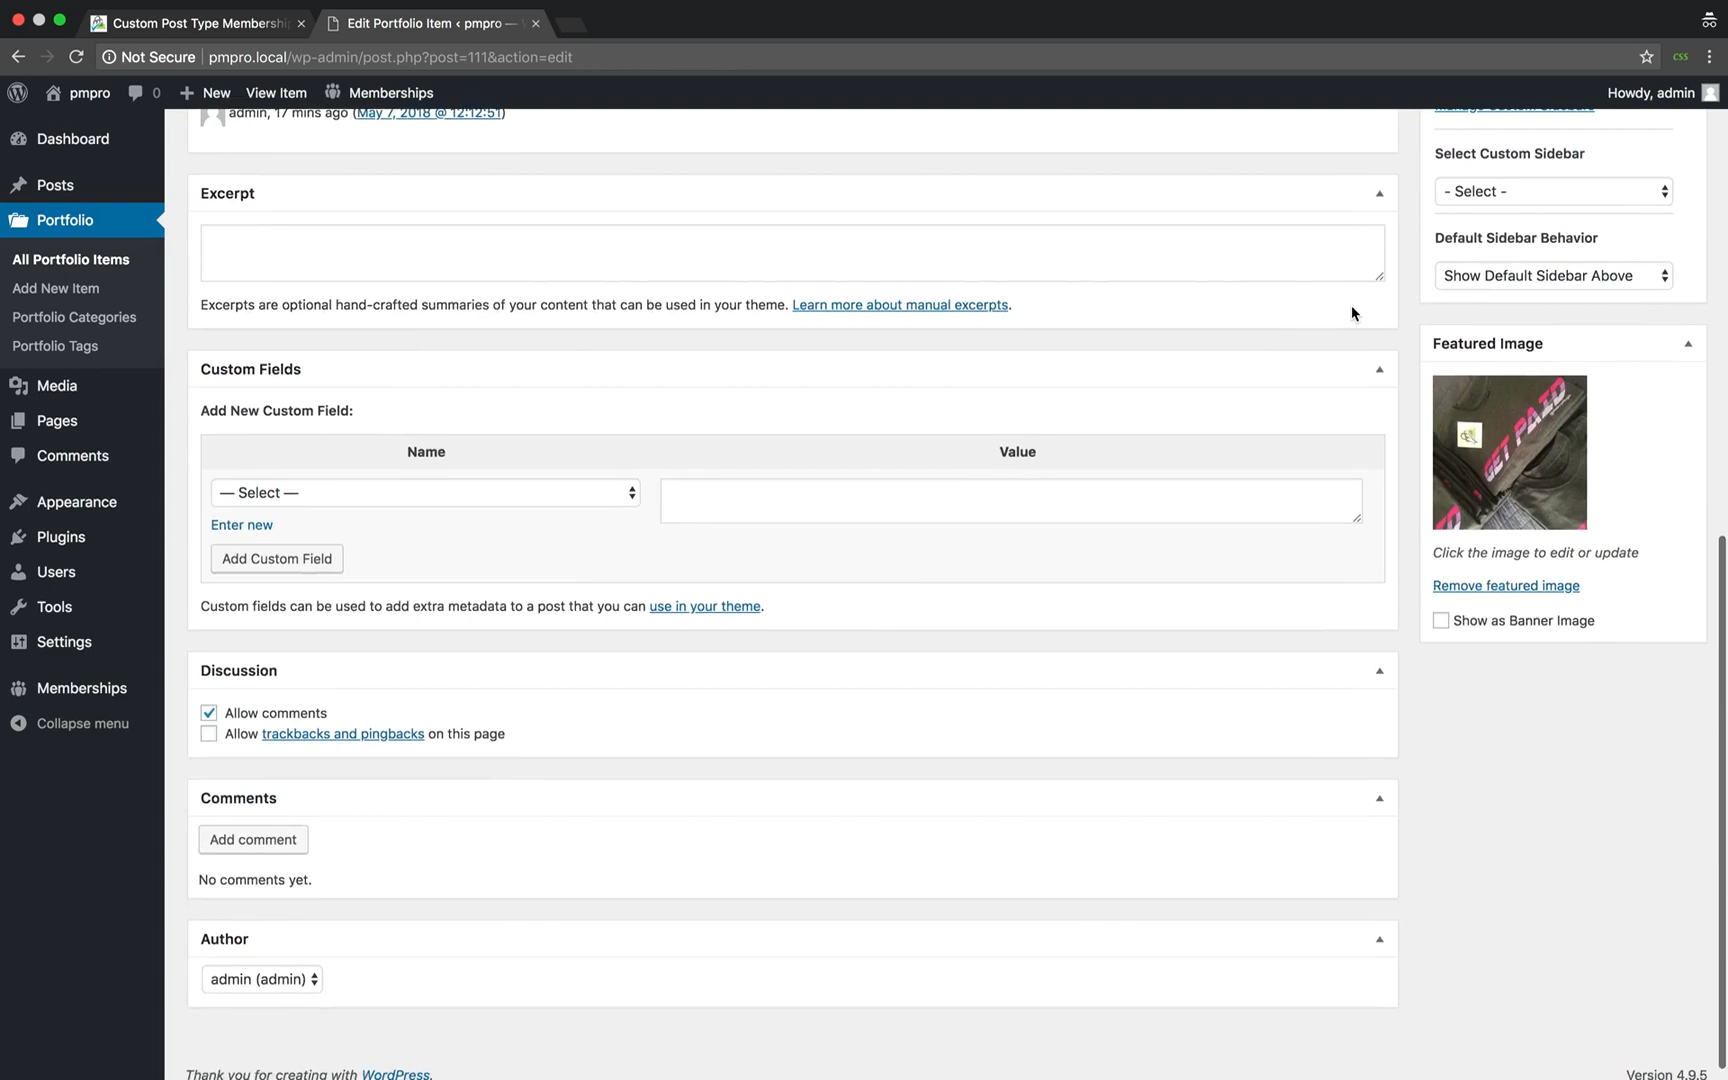 Custom Post Type Membership
Edit Portfolio Item ‹ pmpro —
Not Secure pmpro.local/wp-admin/post.php?post=111&action=edit
CSS
pmpro 0 New View Item Memberships Howdy, admin
Dashboard
Posts
Portfolio
All Portfolio Items
Add New Item
Portfolio Categories
Portfolio Tags
Media
Pages
Comments
Appearance
Plugins
Users
Tools
Settings
Memberships
Collapse menu
admin, 17 mins ago (May 7, 2018 @ 12:12:51)
Excerpt
Excerpts are optional hand-crafted summaries of your content that can be used in your theme. Learn more about manual excerpts.
Custom Fields
Add New Custom Field:
Name Value
— Select —
Enter new
Add Custom Field
Custom fields can be used to add extra metadata to a post that you can use in your theme.
Discussion
Allow comments
Allow trackbacks and pingbacks on this page
Comments
Add comment
No comments yet.
Author
admin (admin)
Manage Custom Sidebars
Select Custom Sidebar
- Select -
Default Sidebar Behavior
Show Default Sidebar Above
Featured Image
GET PAID
Click the image to edit or update
Remove featured image
Show as Banner Image
Thank you for creating with WordPress.
Version 4.9.5